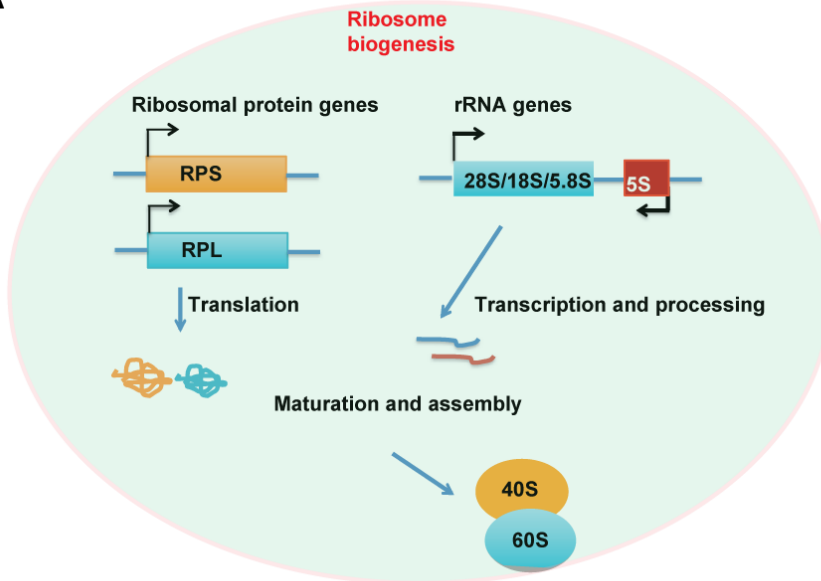 Ribosome
biogenesis
Ribosomal protein genes
rRNA genes
RPS
28S/18S/5.8S
5S
RPL
Translation
Transcription and processing
Maturation and assembly
40S
60S